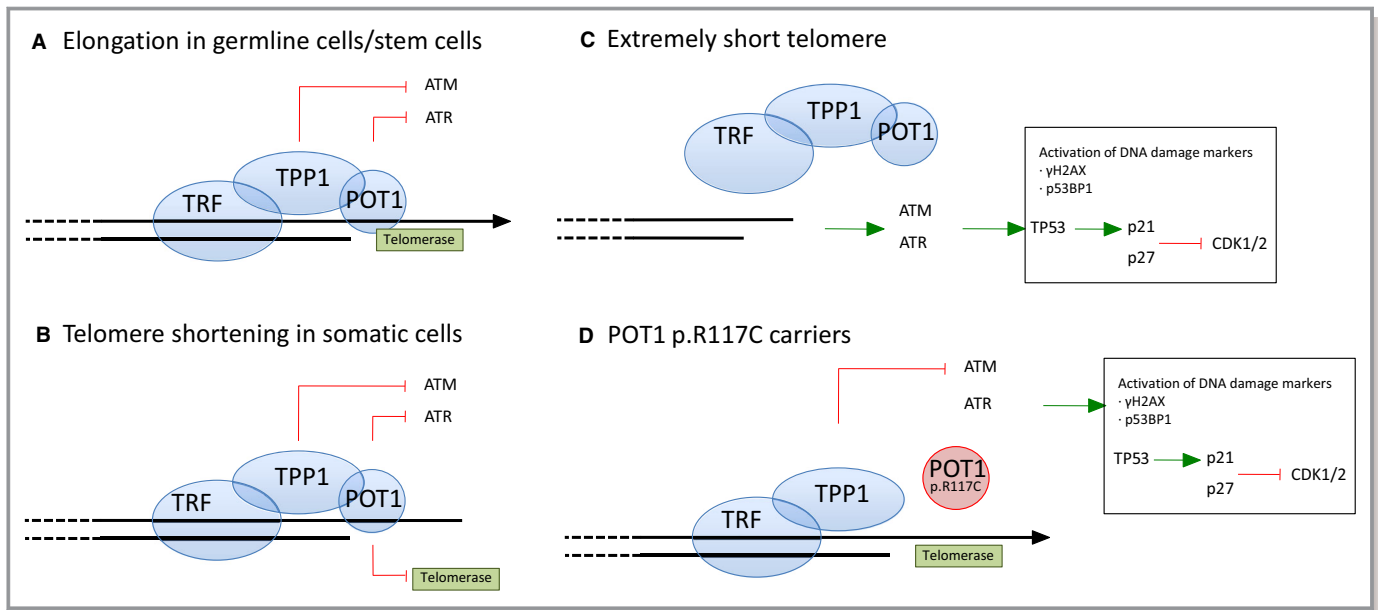 A Elongation in germline cells/stem cells
ATM
ATR
TPP1
TRF
POT1
Telomerase
B Telomere shortening in somatic cells
ATM
ATR
TPP1
TRF
POT1
Telomerase
C Extremely short telomere
TPP1
TRF
POT1
ATM
ATR
Activation of DNA damage markers
· γH2AX
· p53BP1
TP53
p21
p27
CDK1/2
D POT1 p.R117C carriers
ATM
ATR
POT1
p.R117C
TPP1
TRF
Telomerase
Activation of DNA damage markers
· γH2AX
· p53BP1
TP53
p21
p27
CDK1/2